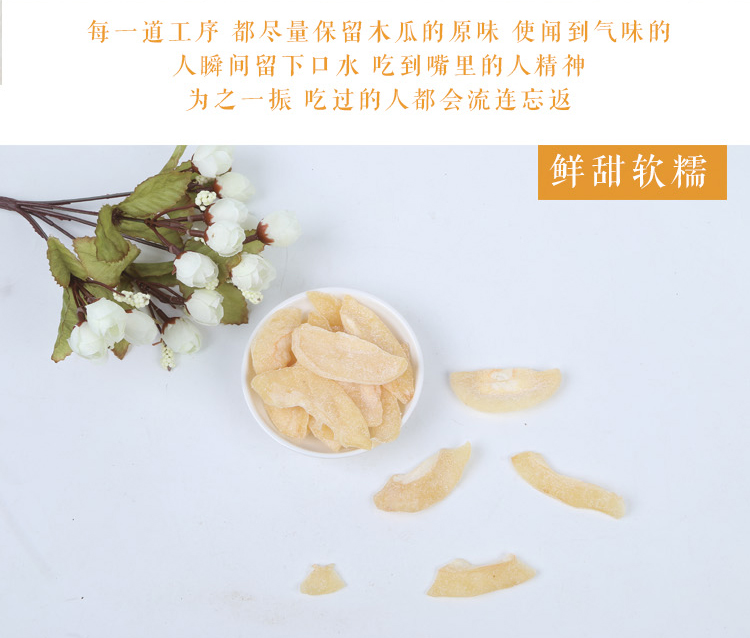 每一道工序 都尽量保留木瓜的原味 使闻到气味的
人瞬间留下口水 吃到嘴里的人精神
为之一振 吃过的人都会流连忘返
鲜甜软糯